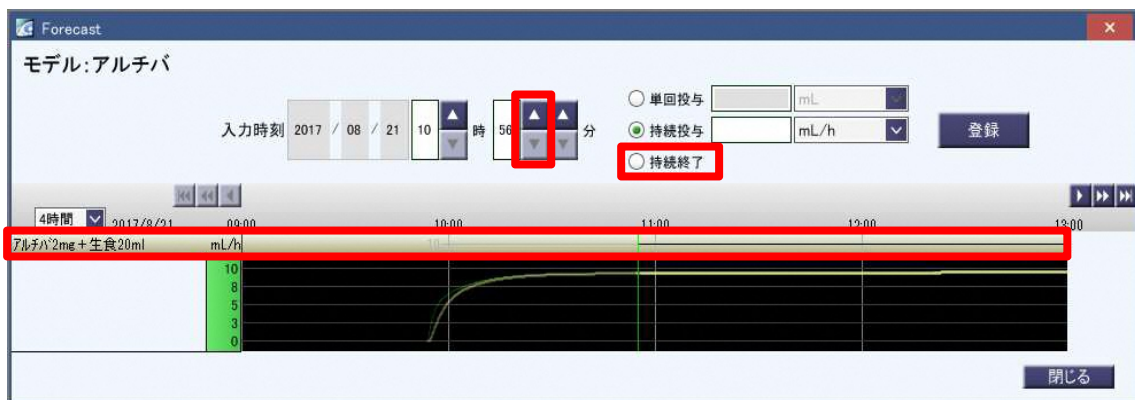 Forecast
モデル:アルチバ
入力時刻 2017 / 08 / 21 10 時 56 分
単回投与 mL
持続投与 mL/h
持続終了
登録
4時間 2017/8/21 09:00 10:00 11:00 12:00 13:00
アルチバ2mg+生食20ml mL/h 10
10
8
5
3
0
閉じる